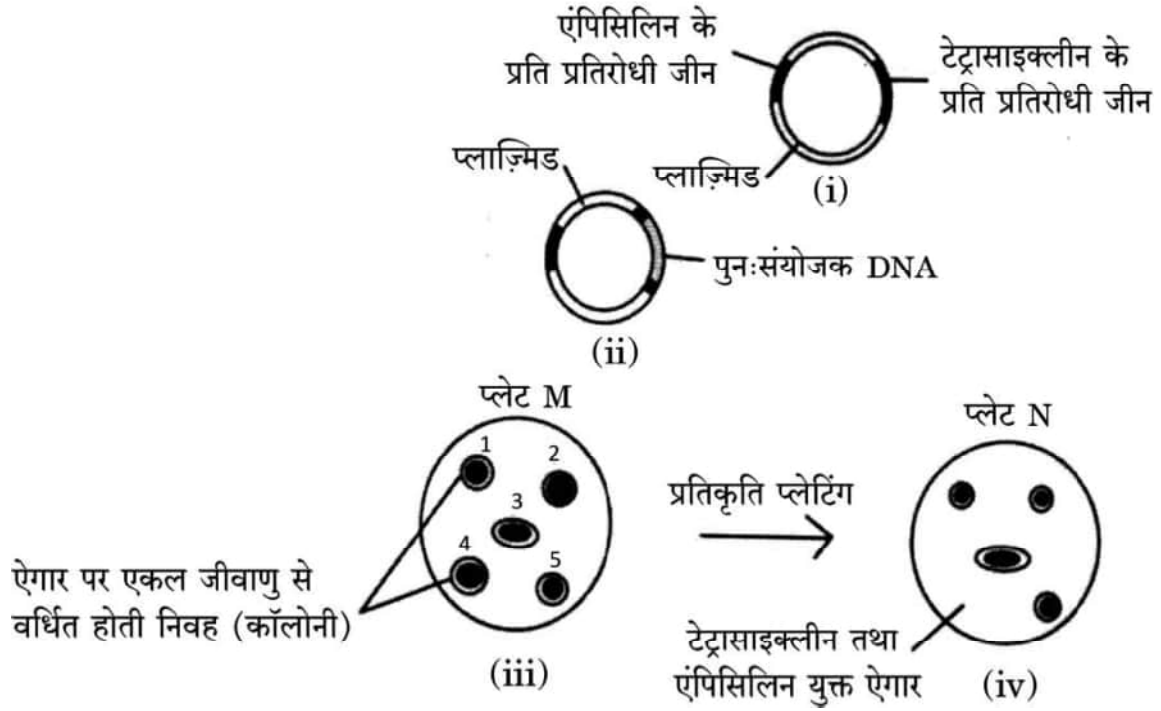 एंपिसिलिन के
प्रति प्रतिरोधी जीन
टेट्रासाइक्लीन के
प्रति प्रतिरोधी जीन
प्लाज़्मिड
(i)
प्लाज़्मिड
पुनःसंयोजक DNA
(ii)
प्लेट M
1
2
3
4
5
ऐगार पर एकल जीवाणु से
वर्धित होती निवह (कॉलोनी)
(iii)
प्रतिकृति प्लेटिंग
प्लेट N
टेट्रासाइक्लीन तथा
एंपिसिलिन युक्त ऐगार
(iv)